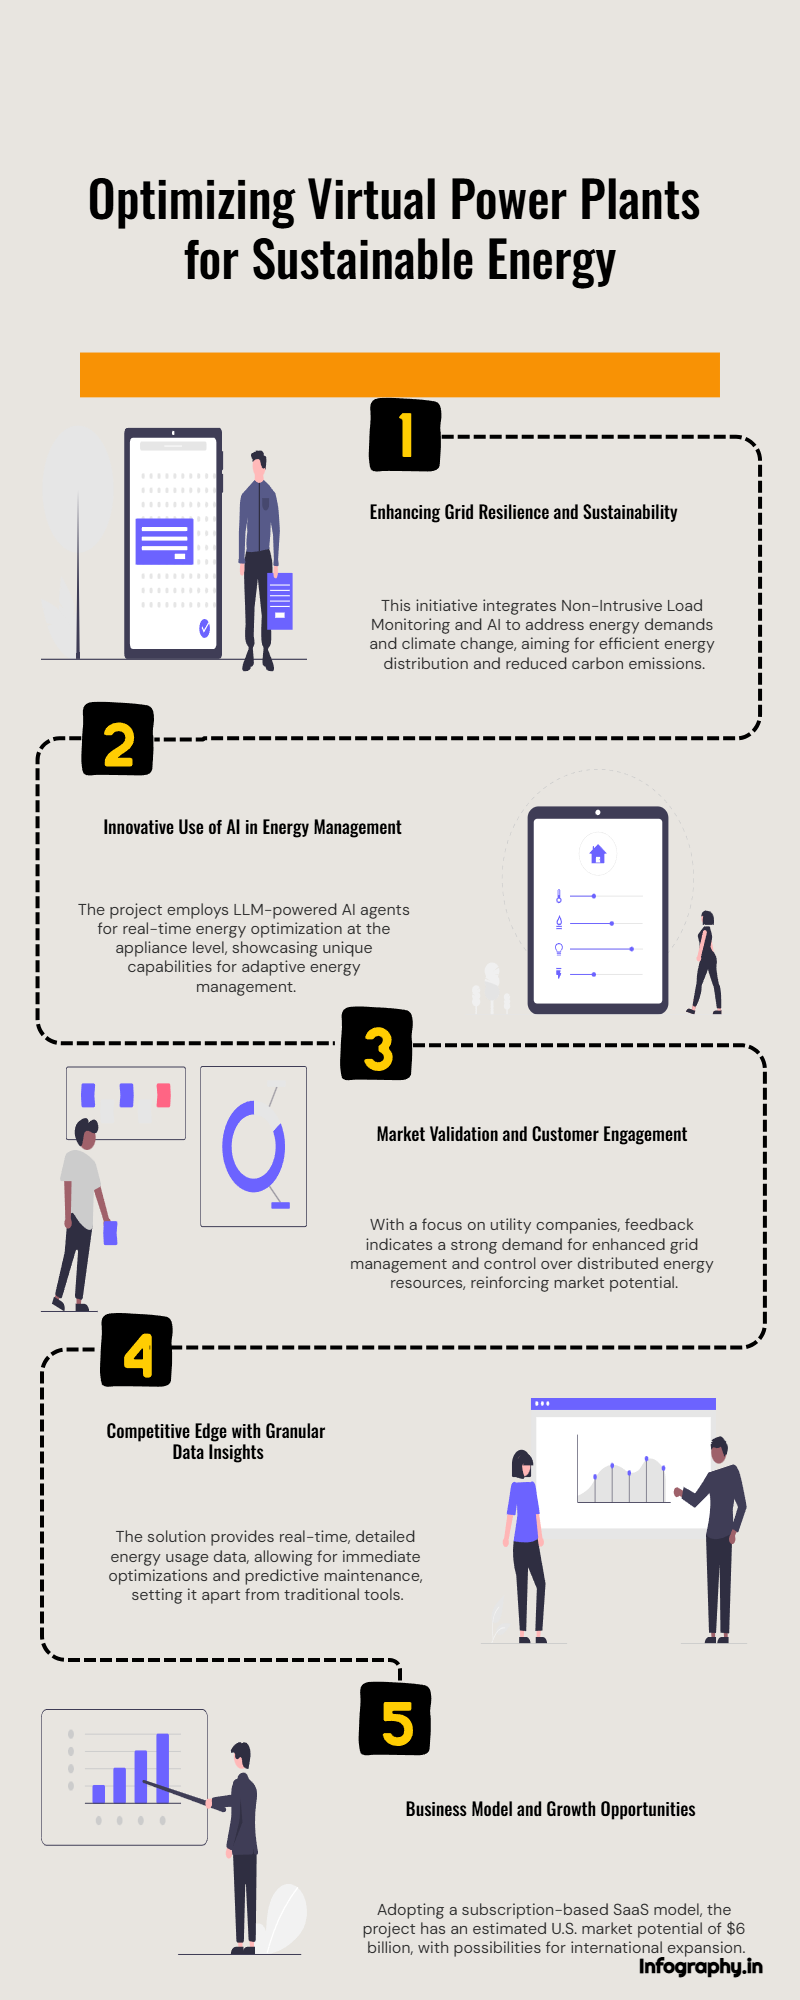 Optimizing Virtual Power Plants
for Sustainable Energy
1
Enhancing Grid Resilience and Sustainability
This initiative integrates Non-Intrusive Load
Monitoring and AI to address energy demands
and climate change, aiming for efficient energy
distribution and reduced carbon emissions.
2
Innovative Use of AI in Energy Management
The project employs LLM-powered AI agents
for real-time energy optimization at the
appliance level, showcasing unique
capabilities for adaptive energy
management.
3
Market Validation and Customer Engagement
With a focus on utility companies, feedback
indicates a strong demand for enhanced grid
management and control over distributed energy
resources, reinforcing market potential.
4
Competitive Edge with Granular
Data Insights
The solution provides real-time, detailed
energy usage data, allowing for immediate
optimizations and predictive maintenance,
setting it apart from traditional tools.
5
Business Model and Growth Opportunities
Adopting a subscription-based SaaS model, the
project has an estimated U.S. market potential of $6
billion, with possibilities for international expansion.
Infography.in